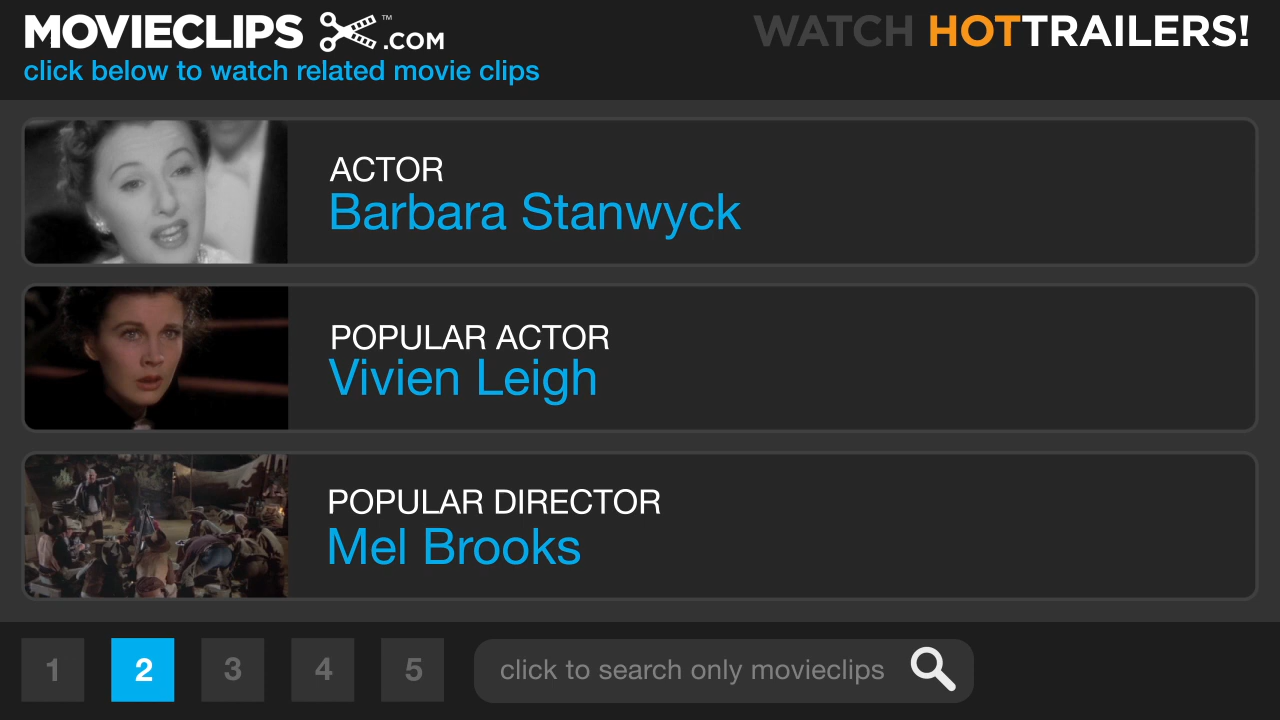 MOVIECLIPS™.COM
WATCH HOTTRAILERS!
click below to watch related movie clips
ACTOR
Barbara Stanwyck
POPULAR ACTOR
Vivien Leigh
POPULAR DIRECTOR
Mel Brooks
1 2 3 4 5 click to search only movieclips